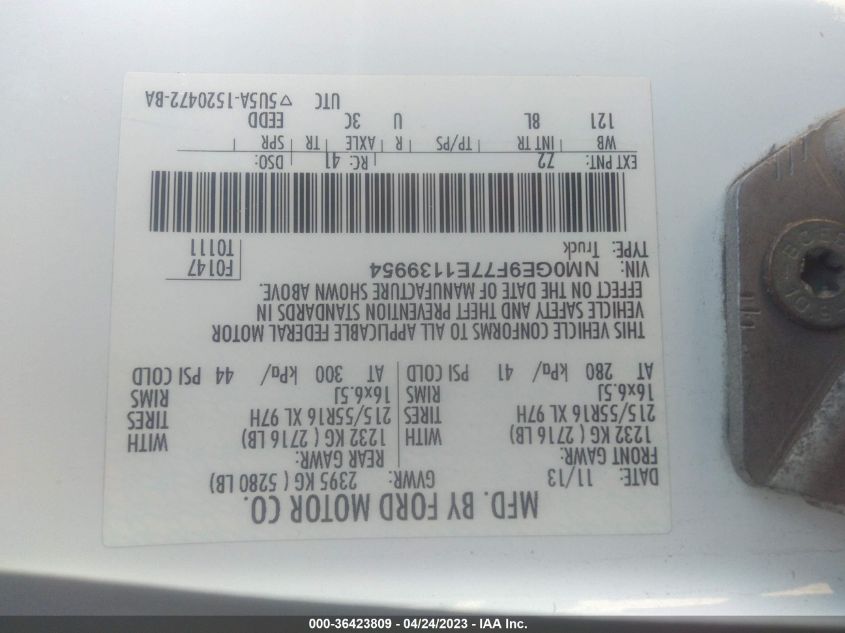 MFD. BY FORD MOTOR CO.
DATE: 11/13 GVWR: 2395 KG ( 5280 LB)
FRONT GAWR: REAR GAWR:
1232 KG ( 2716 LB) WITH 1232 KG ( 2716 LB) WITH
215/55R16 XL 97H TIRES 215/55R16 XL 97H TIRES
16x6.5J RIMS 16x6.5J RIMS
AT 280 kPa/ 41 PSI COLD AT 300 kPa/ 44 PSI COLD
THIS VEHICLE CONFORMS TO ALL APPLICABLE FEDERAL MOTOR
VEHICLE SAFETY AND THEFT PREVENTION STANDARDS IN
EFFECT ON THE DATE OF MANUFACTURE SHOWN ABOVE.
VIN: NM0GE9F77E1139954 F0147
TYPE: Truck T0111
EXT PNT: Z2 RC: 41 DSO:
WB INT TR TP/PS R AXLE TR SPR
121 8L U 3C EEDD
UTC ▽5U5A-1520472-BA
000-36423809 - 04/24/2023 - IAA Inc.